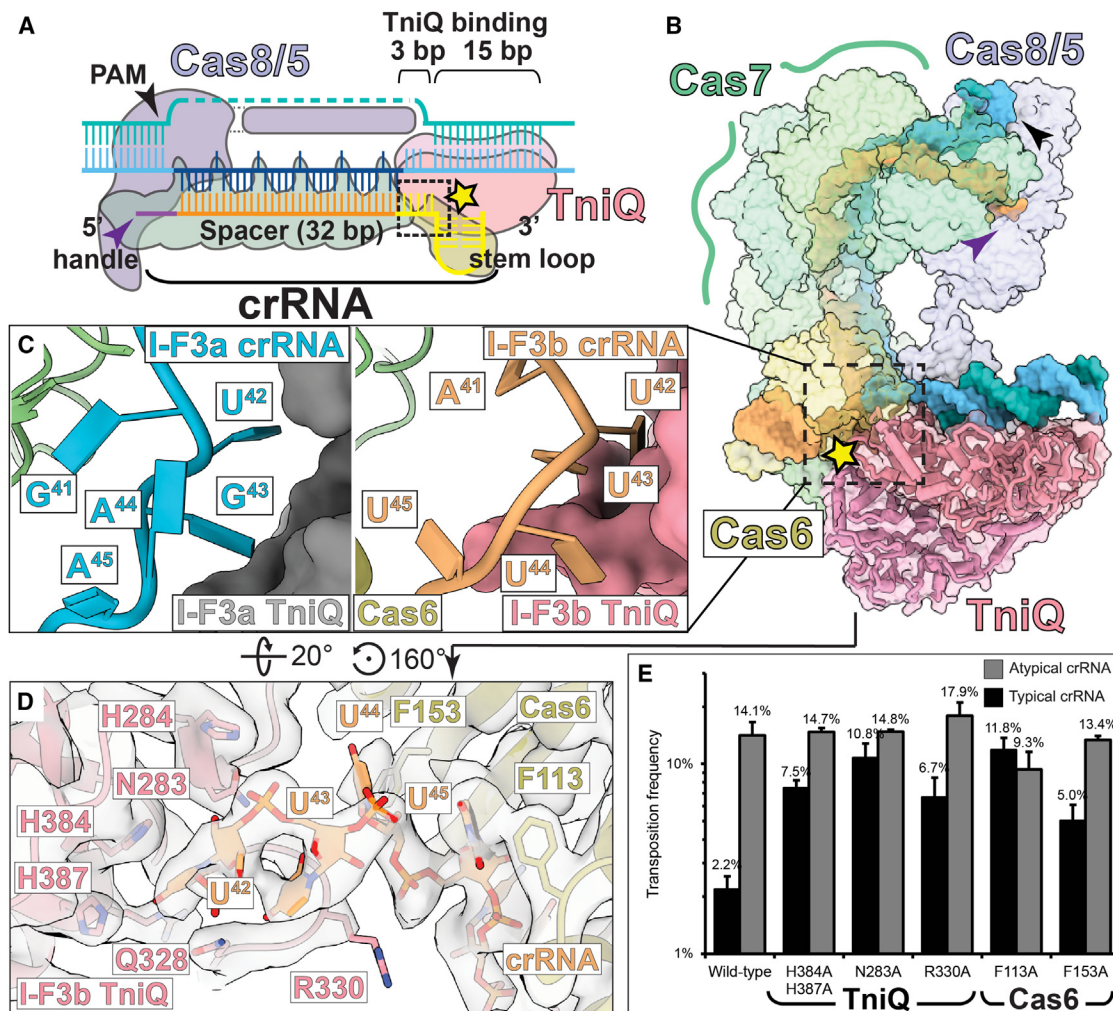 A
TniQ binding
3 bp 15 bp
Cas8/5
PAM
TniQ
5’
handle
Spacer (32 bp)
3’
stem loop
crRNA
B
Cas7
Cas8/5
Cas6
TniQ
C
I-F3a crRNA
U42
G41
A44
G43
A45
I-F3a TniQ
I-F3b crRNA
A41
U42
U43
U45
U44
Cas6
I-F3b TniQ
20° 160°
D
H284
U44
F153
Cas6
N283
F113
U43
U45
H384
H387
U42
Q328
crRNA
I-F3b TniQ
R330
E
Atypical crRNA
Typical crRNA
Transposition frequency
10%
1%
2.2%
14.1%
7.5%
14.7%
10.8%
14.8%
6.7%
17.9%
11.8%
9.3%
5.0%
13.4%
Wild-type
H384A
H387A
N283A
R330A
F113A
F153A
TniQ
Cas6